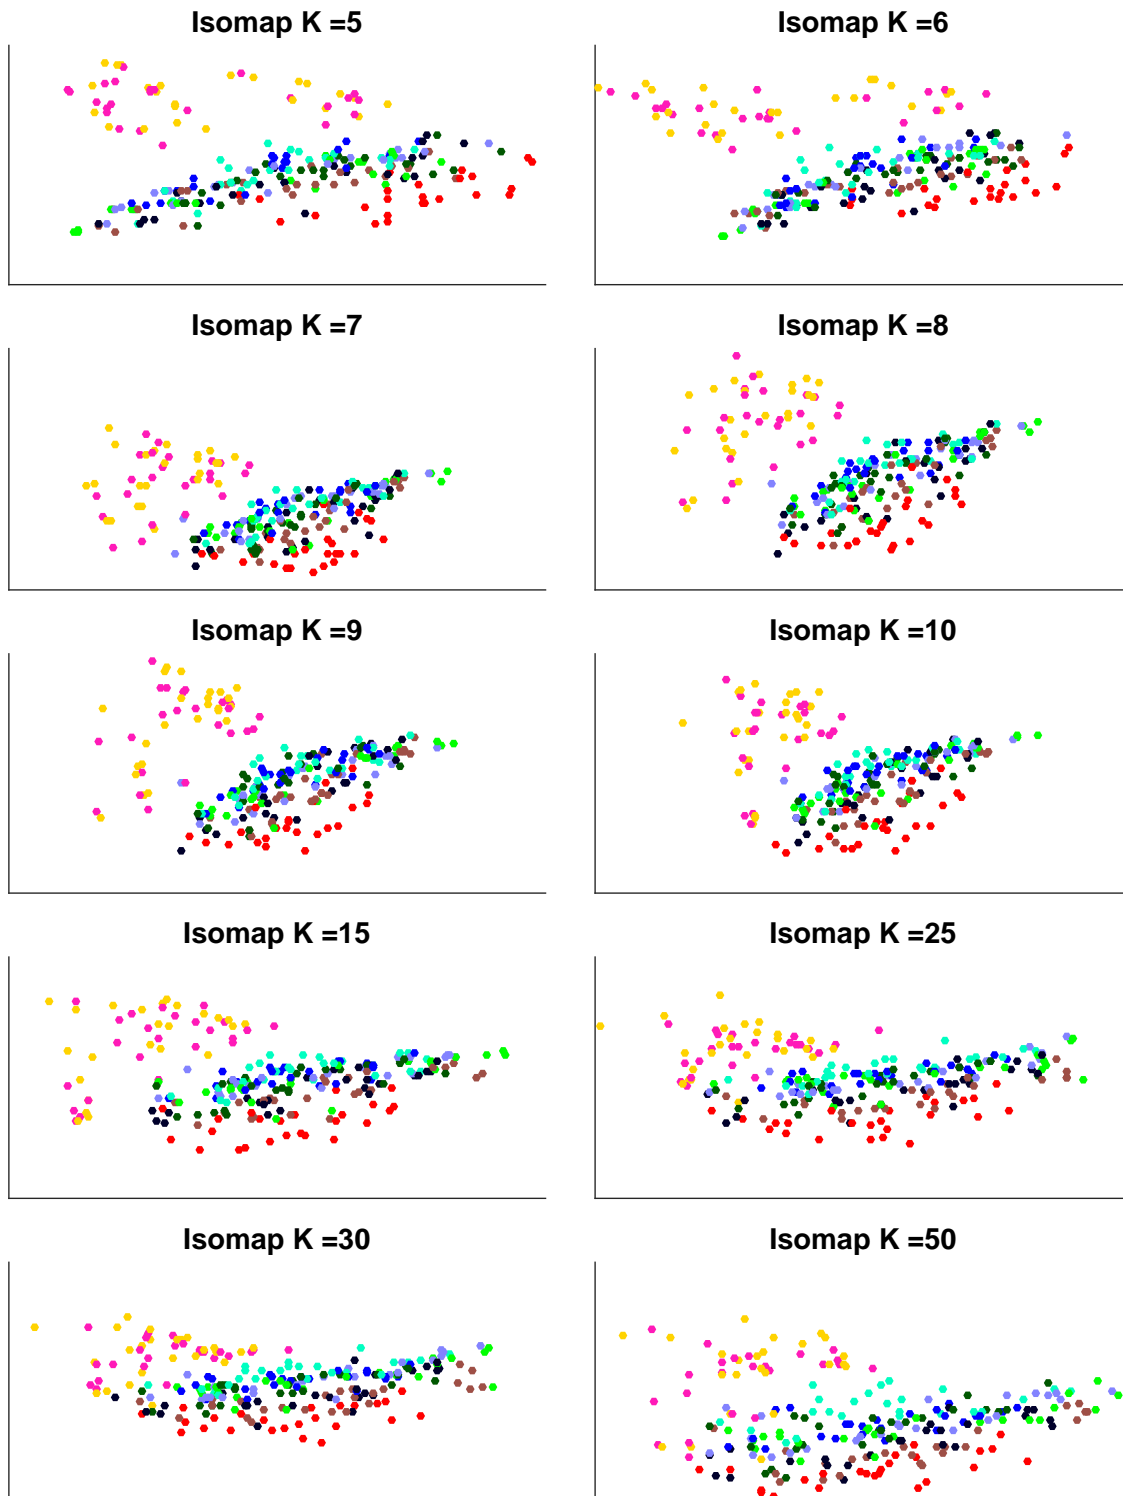 Isomap K =5
Isomap K =6
Isomap K =7
Isomap K =8
Isomap K =9
Isomap K =10
Isomap K =15
Isomap K =25
Isomap K =30
Isomap K =50